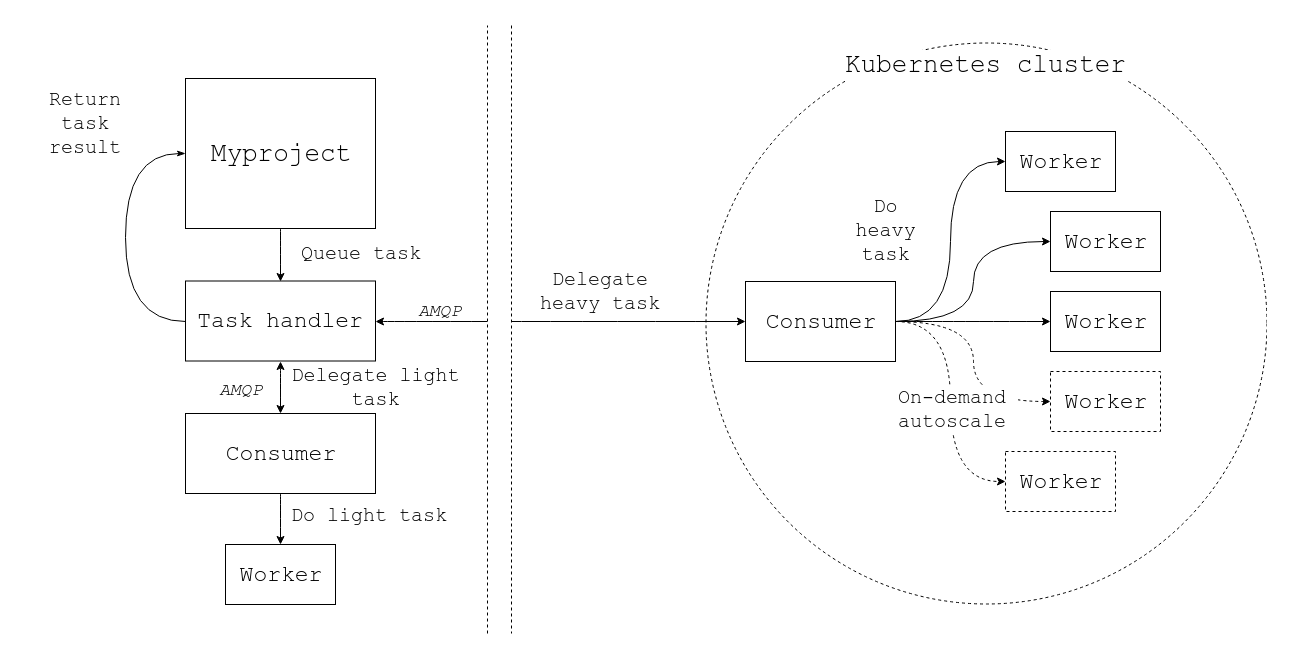 Return
task
result
Myproject
Queue task
Task handler
AMQP
AMQP
Delegate light
task
Consumer
Do light task
Worker
Delegate
heavy task
Kubernetes cluster
Consumer
Do
heavy
task
Worker
Worker
Worker
On-demand
autoscale
Worker
Worker